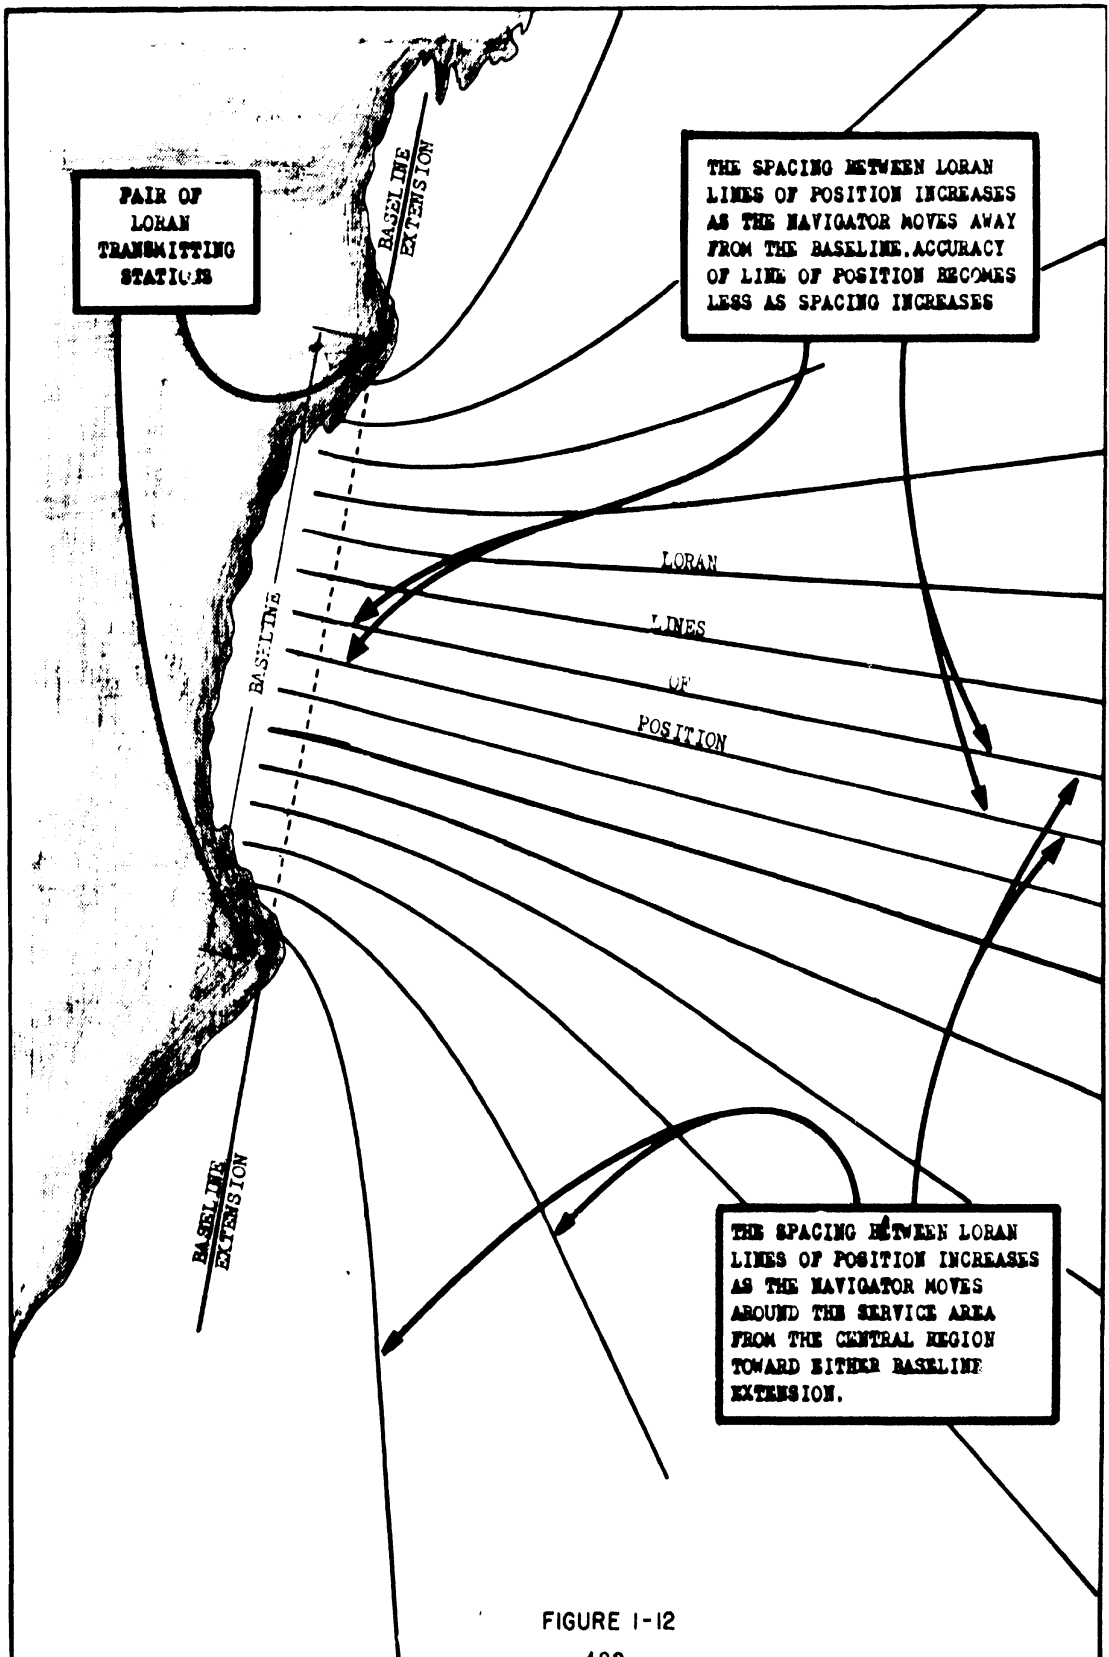 PAIR OF
LORAN
TRANSMITTING
STATIONS
BASELINE
EXTENSION
THE SPACING BETWEEN LORAN
LINES OF POSITION INCREASES
AS THE NAVIGATOR MOVES AWAY
FROM THE BASELINE. ACCURACY
OF LINE OF POSITION BECOMES
LESS AS SPACING INCREASES
BASELINE
LORAN
LINES
OF
POSITION
BASELINE
EXTENSION
THE SPACING BETWEEN LORAN
LINES OF POSITION INCREASES
AS THE NAVIGATOR MOVES
AROUND THE SERVICE AREA
FROM THE CENTRAL REGION
TOWARD EITHER BASELINE
EXTENSION.
FIGURE 1-12